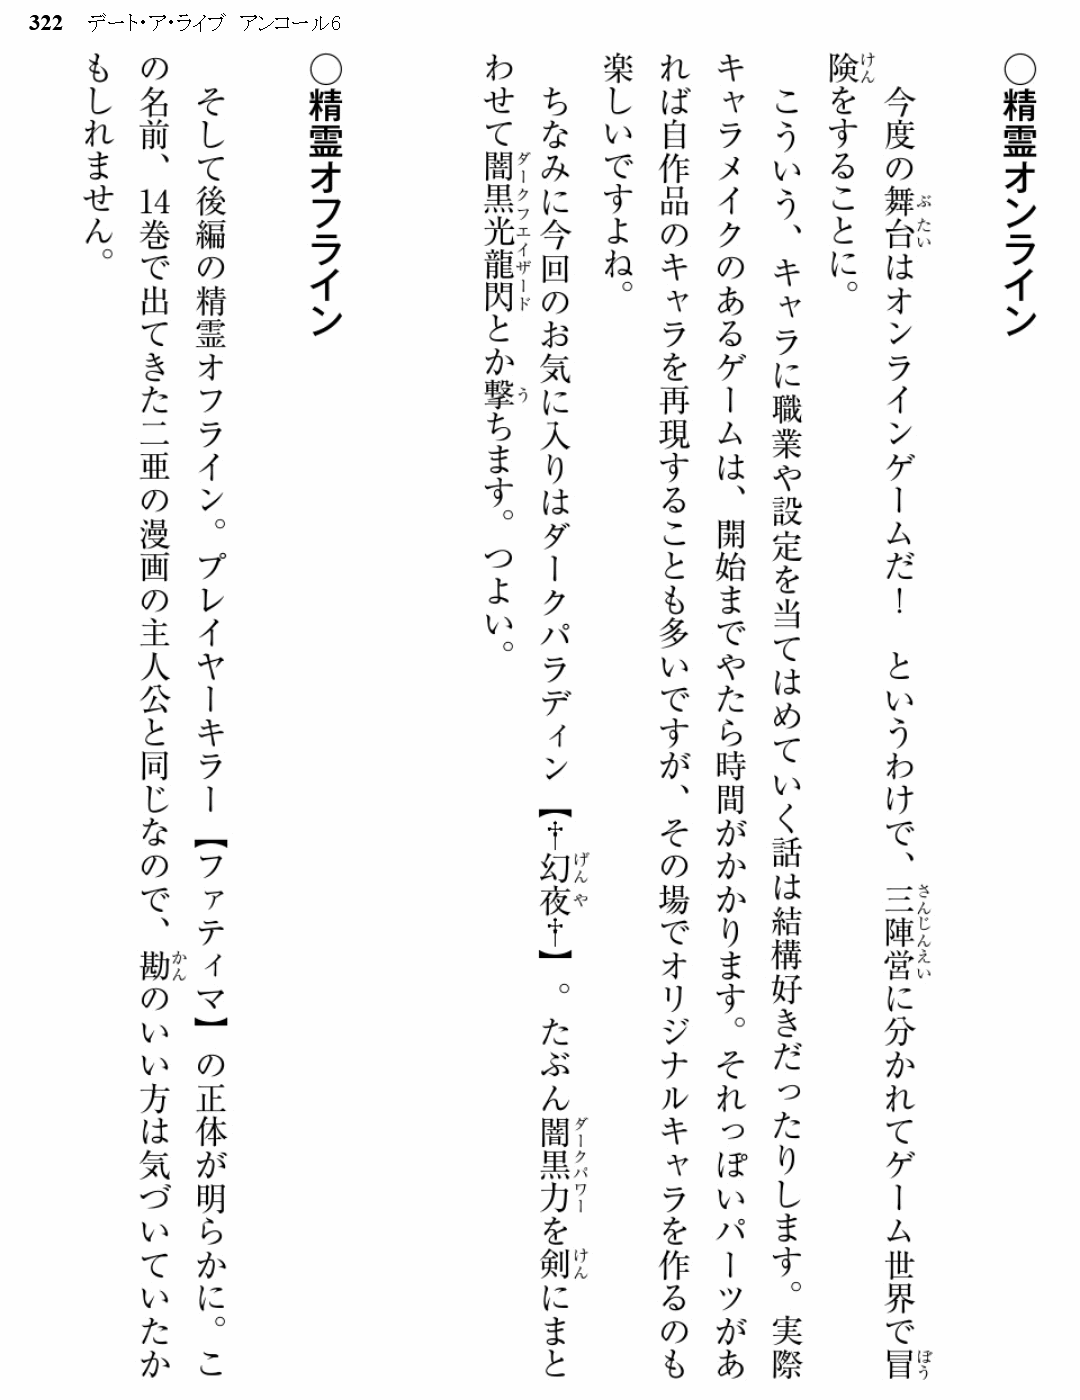 322 デート・ア・ライブ アンコール6
○精霊オンライン
今度の舞台はオンラインゲームだ！　というわけで、三陣営に分かれてゲーム世界で冒
険をすることに。
こういう、キャラに職業や設定を当てはめていく話は結構好きだったりします。実際
キャラメイクのあるゲームは、開始までやたら時間がかかります。それっぽいパーツがあ
れば自作品のキャラを再現することも多いですが、その場でオリジナルキャラを作るのも
楽しいですよね。
ちなみに今回のお気に入りはダークパラディン【†幻夜†】。たぶん闇黒力を剣にまと
わせて闇黒光龍閃とか撃ちます。つよい。
○精霊オフライン
そして後編の精霊オフライン。プレイヤーキラー【ファティマ】の正体が明らかに。こ
の名前、14巻で出てきた二亜の漫画の主人公と同じなので、勘のいい方は気づいていたか
もしれません。